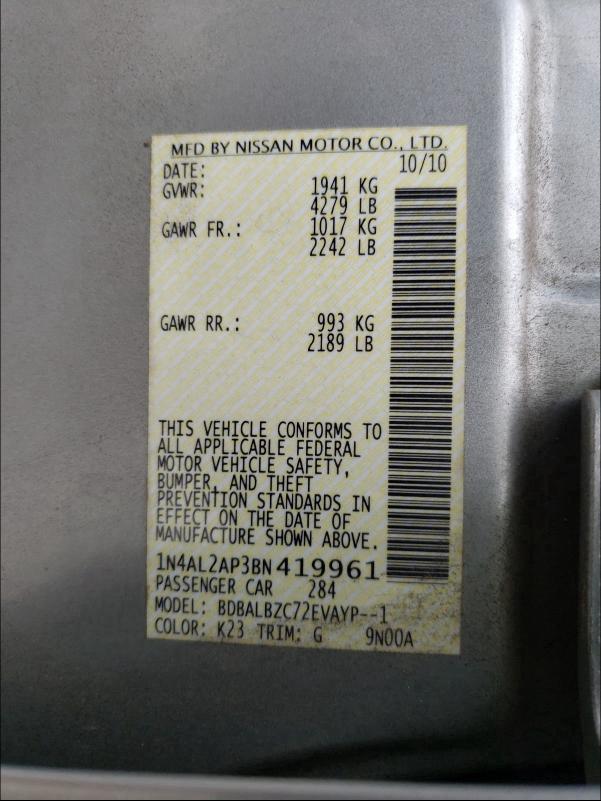 MFD BY NISSAN MOTOR CO., LTD.
DATE: 10/10
GVWR: 1941 KG
4279 LB
GAWR FR.: 1017 KG
2242 LB
GAWR RR.: 993 KG
2189 LB
THIS VEHICLE CONFORMS TO
ALL APPLICABLE FEDERAL
MOTOR VEHICLE SAFETY,
BUMPER, AND THEFT
PREVENTION STANDARDS IN
EFFECT ON THE DATE OF
MANUFACTURE SHOWN ABOVE.
1N4AL2AP3BN419961
PASSENGER CAR 284
MODEL: BDBALBZC72EVAYP--1
COLOR: K23 TRIM: G 9N00A